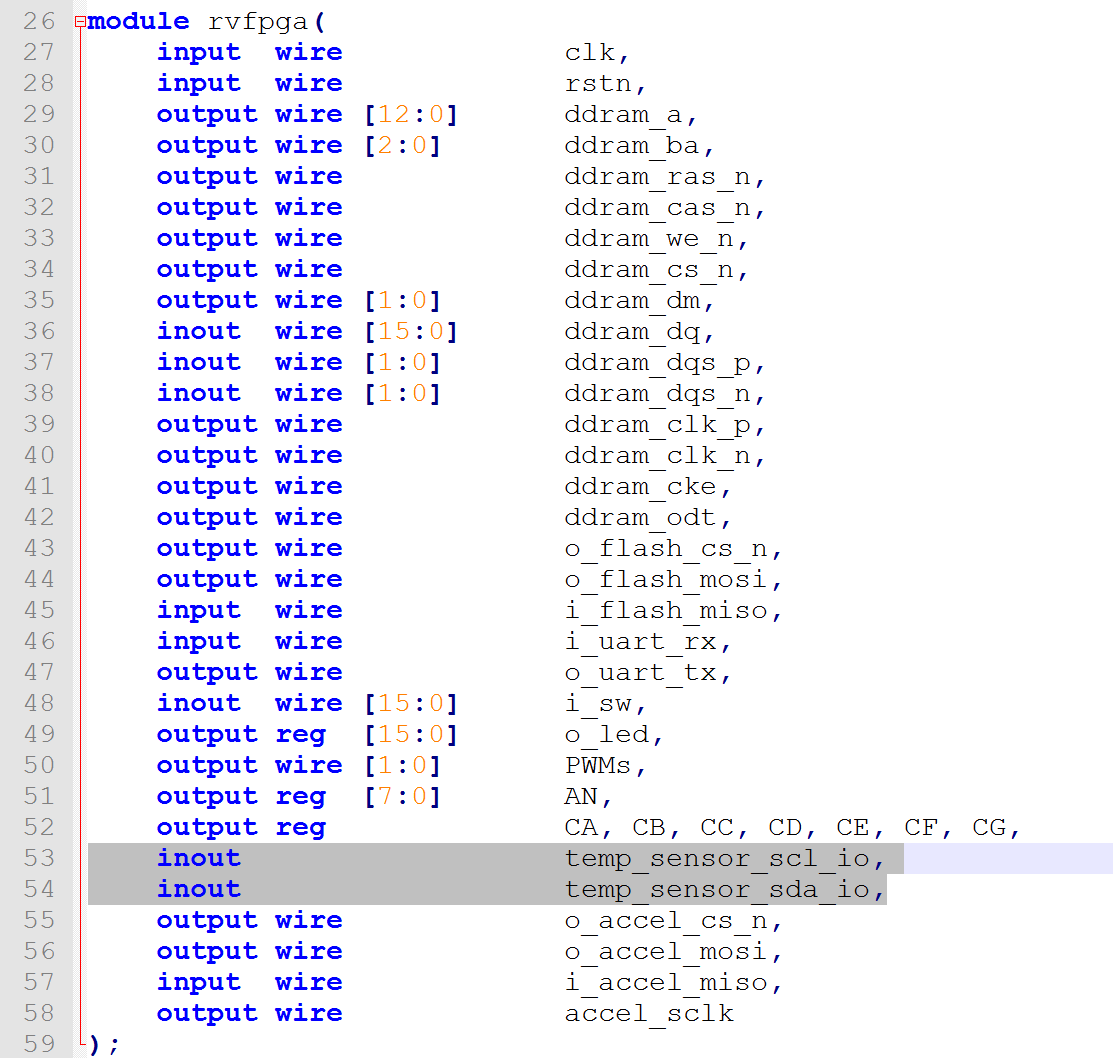 26 module rvfpga(
27 input wire clk,
28 input wire rstn,
29 output wire [12:0] ddram_a,
30 output wire [2:0] ddram_ba,
31 output wire ddram_ras_n,
32 output wire ddram_cas_n,
33 output wire ddram_we_n,
34 output wire ddram_cs_n,
35 output wire [1:0] ddram_dm,
36 inout wire [15:0] ddram_dq,
37 inout wire [1:0] ddram_dqs_p,
38 inout wire [1:0] ddram_dqs_n,
39 output wire ddram_clk_p,
40 output wire ddram_clk_n,
41 output wire ddram_cke,
42 output wire ddram_odt,
43 output wire o_flash_cs_n,
44 output wire o_flash_mosi,
45 input wire i_flash_miso,
46 input wire i_uart_rx,
47 output wire o_uart_tx,
48 inout wire [15:0] i_sw,
49 output reg [15:0] o_led,
50 output wire [1:0] PWMs,
51 output reg [7:0] AN,
52 output reg CA, CB, CC, CD, CE, CF, CG,
53 inout temp_sensor_scl_io,
54 inout temp_sensor_sda_io,
55 output wire o_accel_cs_n,
56 output wire o_accel_mosi,
57 input wire i_accel_miso,
58 output wire accel_sclk
59 );